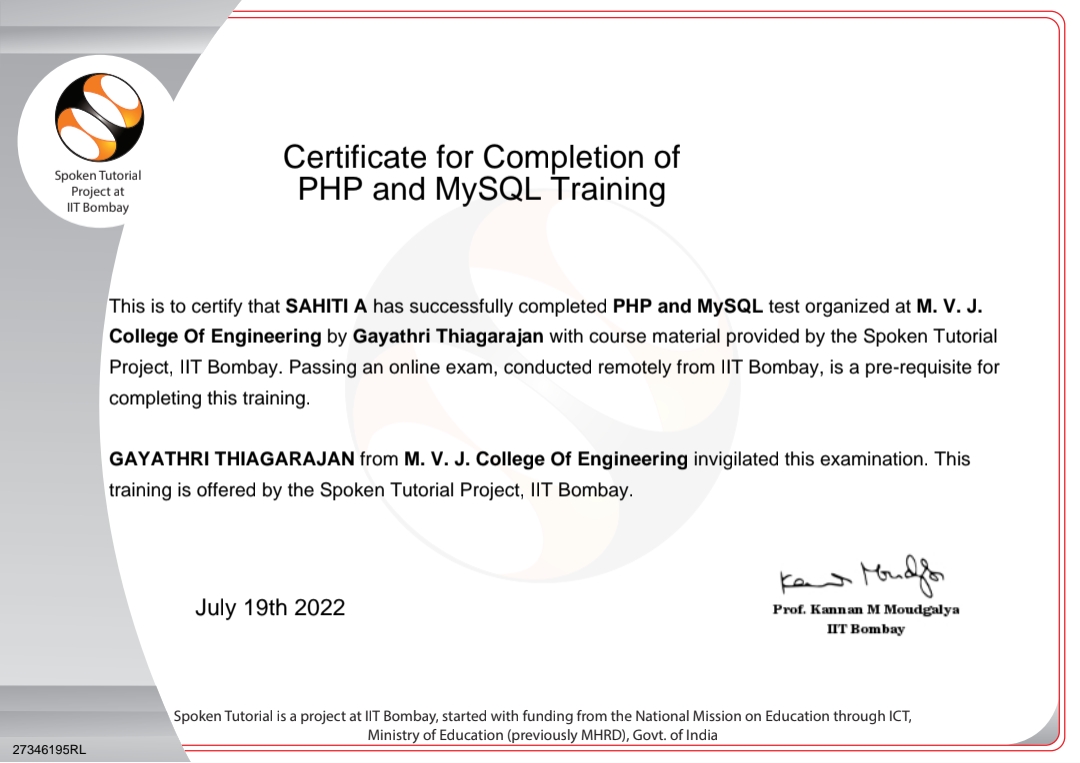 Spoken Tutorial
Project at
IIT Bombay
Certificate for Completion of
PHP and MySQL Training
This is to certify that SAHITI A has successfully completed PHP and MySQL test organized at M. V. J.
College Of Engineering by Gayathri Thiagarajan with course material provided by the Spoken Tutorial
Project, IIT Bombay. Passing an online exam, conducted remotely from IIT Bombay, is a pre-requisite for
completing this training.
GAYATHRI THIAGARAJAN from M. V. J. College Of Engineering invigilated this examination. This
training is offered by the Spoken Tutorial Project, IIT Bombay.
July 19th 2022
Prof. Kannan M Moudgalya
IIT Bombay
Spoken Tutorial is a project at IIT Bombay, started with funding from the National Mission on Education through ICT,
Ministry of Education (previously MHRD), Govt. of India
27346195RL